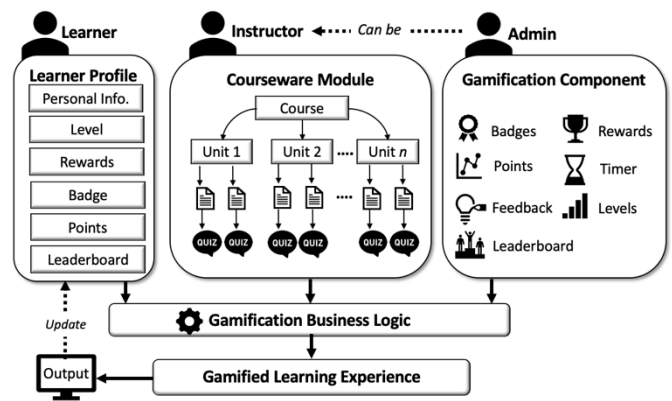 Learner
Instructor
Can be
Admin
Learner Profile
Personal Info.
Level
Rewards
Badge
Points
Leaderboard
Courseware Module
Course
Unit 1
Unit 2
....
Unit n
....
QUIZ
QUIZ
QUIZ
QUIZ
QUIZ
QUIZ
Gamification Component
Badges
Rewards
Points
Timer
Feedback
Levels
Leaderboard
Gamification Business Logic
Update
Output
Gamified Learning Experience